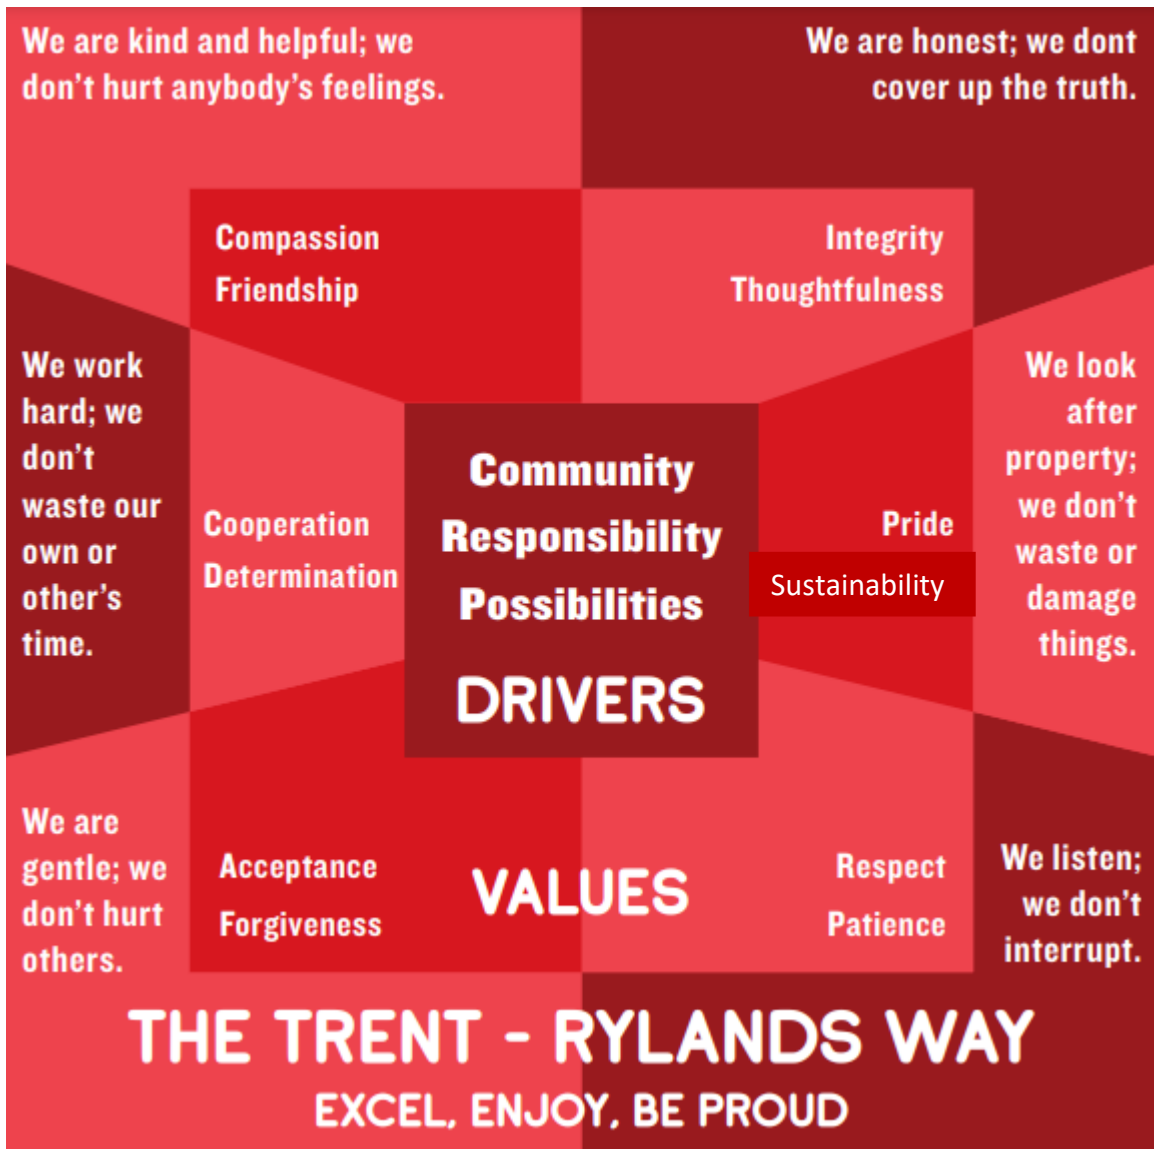 We are kind and helpful; we
don't hurt anybody's feelings.
We are honest; we dont
cover up the truth.
Compassion
Friendship
Integrity
Thoughtfulness
We work
hard; we
don't
waste our
own or
other's
time.
Cooperation
Determination
Community
Responsibility
Possibilities
DRIVERS
Pride
Sustainability
We look
after
property;
we don't
waste or
damage
things.
We are
gentle; we
don't hurt
others.
Acceptance
Forgiveness
VALUES
Respect
Patience
We listen;
we don't
interrupt.
THE TRENT - RYLANDS WAY
EXCEL, ENJOY, BE PROUD